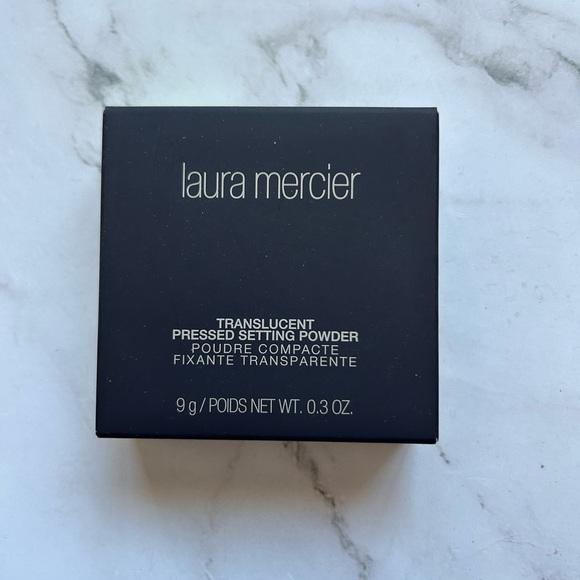 laura mercier
TRANSLUCENT
PRESSED SETTING POWDER
POUDRE COMPACTE
FIXANTE TRANSPARENTE
9 g / POIDS NET WT. 0.3 OZ.